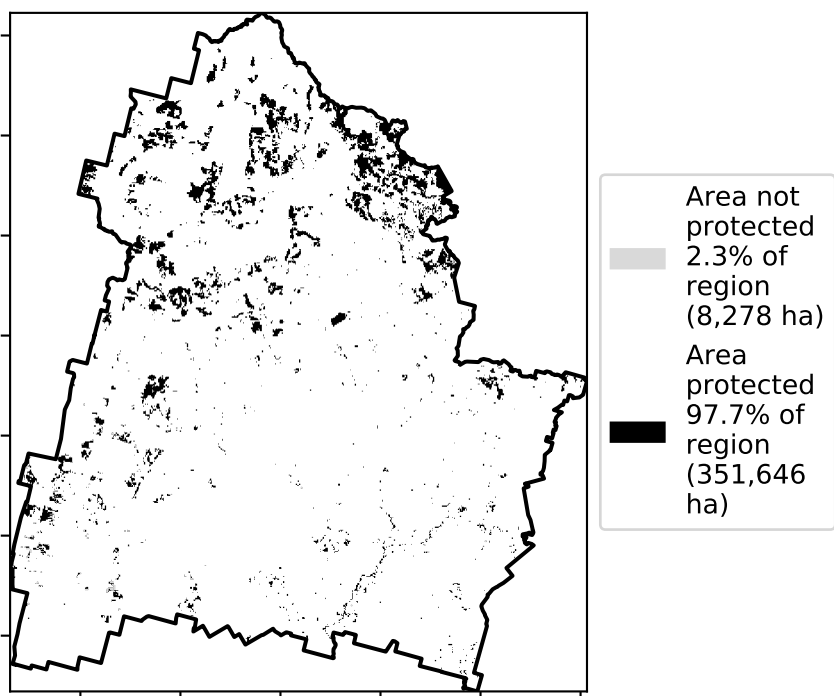 Area not
protected
2.3% of
region
(8,278 ha)
Area
protected
97.7% of
region
(351,646
ha)